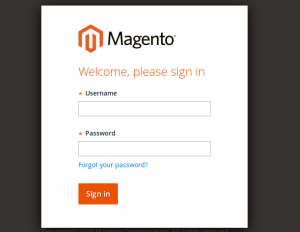 Magento®
Welcome, please sign in
* Username
* Password
Forgot your password?
Sign in